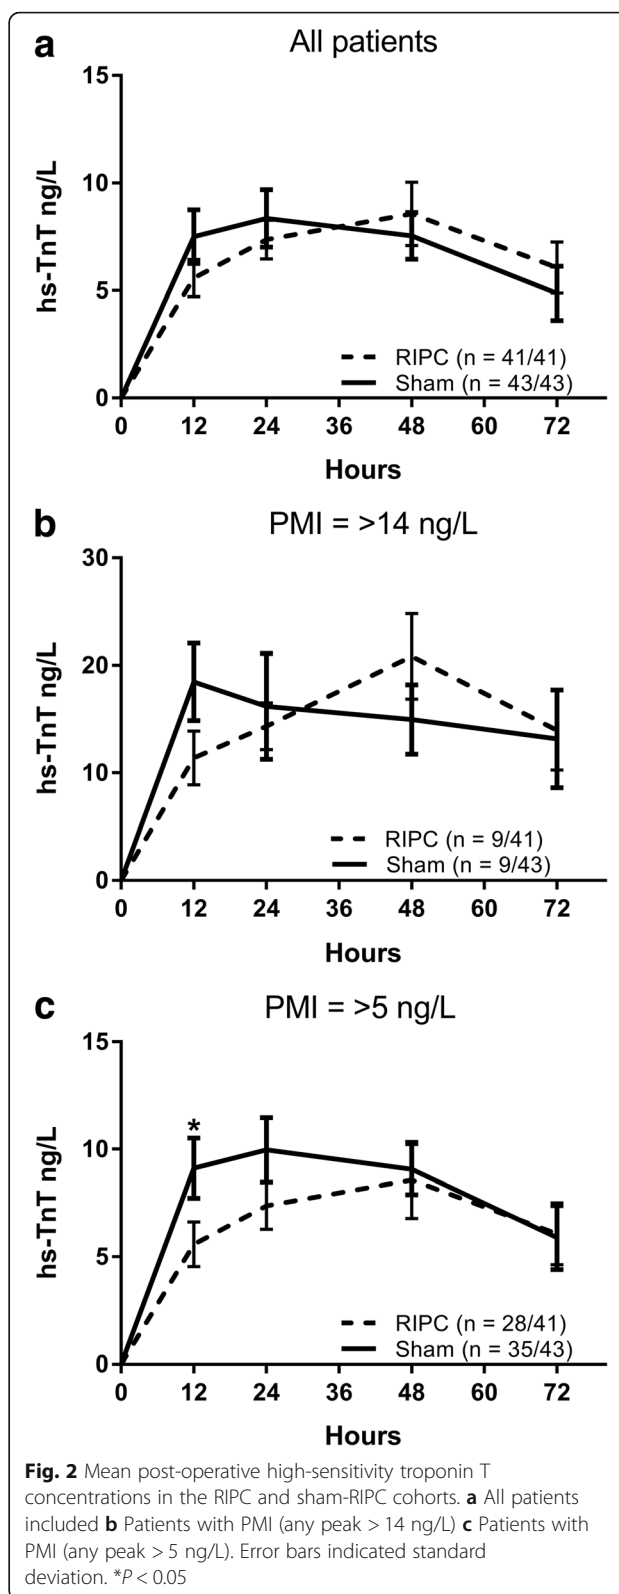 a
All patients
15
10
5
0
hs-TnT ng/L
RIPC (n = 41/41)
Sham (n = 43/43)
0 12 24 36 48 60 72
Hours
b
PMI = >14 ng/L
30
20
10
0
hs-TnT ng/L
RIPC (n = 9/41)
Sham (n = 9/43)
0 12 24 36 48 60 72
Hours
c
PMI = >5 ng/L
15
10
5
0
hs-TnT ng/L
*
RIPC (n = 28/41)
Sham (n = 35/43)
0 12 24 36 48 60 72
Hours
Fig. 2 Mean post-operative high-sensitivity troponin T
concentrations in the RIPC and sham-RIPC cohorts. a All patients
included b Patients with PMI (any peak > 14 ng/L) c Patients with
PMI (any peak > 5 ng/L). Error bars indicated standard
deviation. *P < 0.05